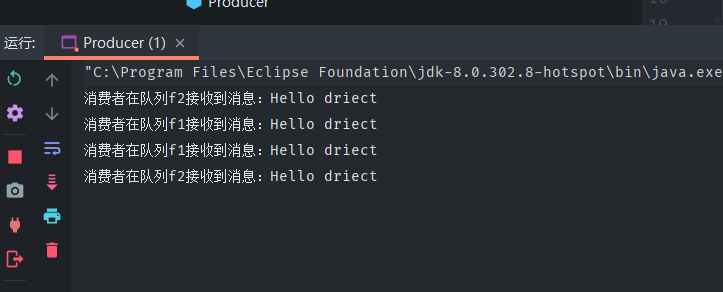 Producer
18
19
运行:
Producer (1) ×
"C:\Program Files\Eclipse Foundation\jdk-8.0.302.8-hotspot\bin\java.exe
消费者在队列f2接收到消息：Hello driect
消费者在队列f1接收到消息：Hello driect
消费者在队列f1接收到消息：Hello driect
消费者在队列f2接收到消息：Hello driect